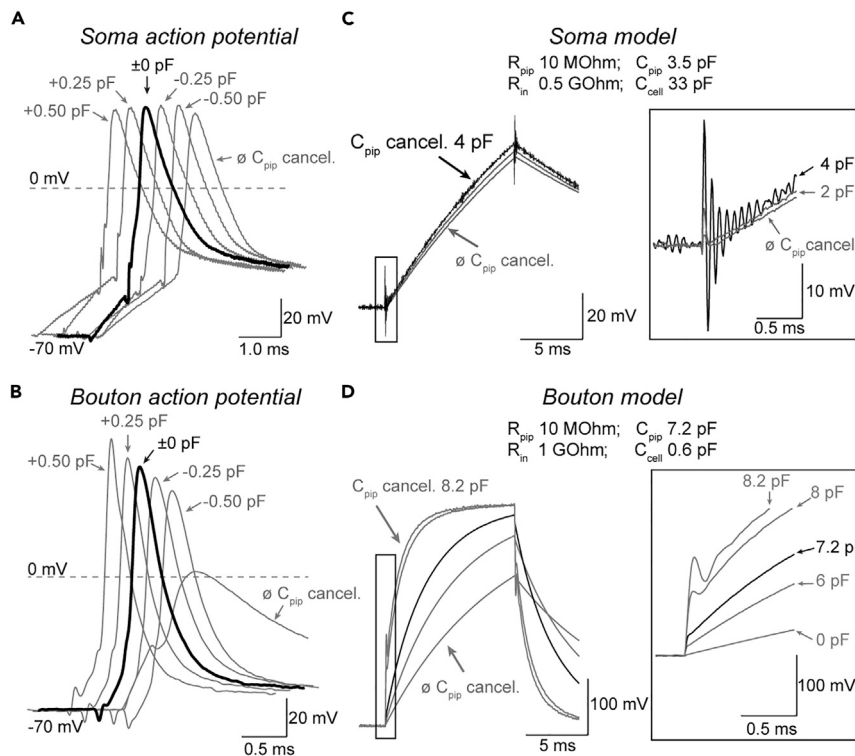 A
Soma action potential
±0 pF
+0.25 pF
-0.25 pF
+0.50 pF
-0.50 pF
ø Cpip cancel.
0 mV
-70 mV
20 mV
1.0 ms
B
Bouton action potential
+0.25 pF
±0 pF
+0.50 pF
-0.25 pF
-0.50 pF
0 mV
ø Cpip cancel.
-70 mV
20 mV
0.5 ms
C
Soma model
Rpip 10 MOhm; Cpip 3.5 pF
Rin 0.5 GOhm; Ccell 33 pF
Cpip cancel. 4 pF
ø Cpip cancel.
20 mV
5 ms
4 pF
2 pF
ø Cpip cancel.
10 mV
0.5 ms
D
Bouton model
Rpip 10 MOhm; Cpip 7.2 pF
Rin 1 GOhm; Ccell 0.6 pF
Cpip cancel. 8.2 pF
ø Cpip cancel.
100 mV
5 ms
8.2 pF
8 pF
7.2 p
6 pF
0 pF
100 mV
0.5 ms